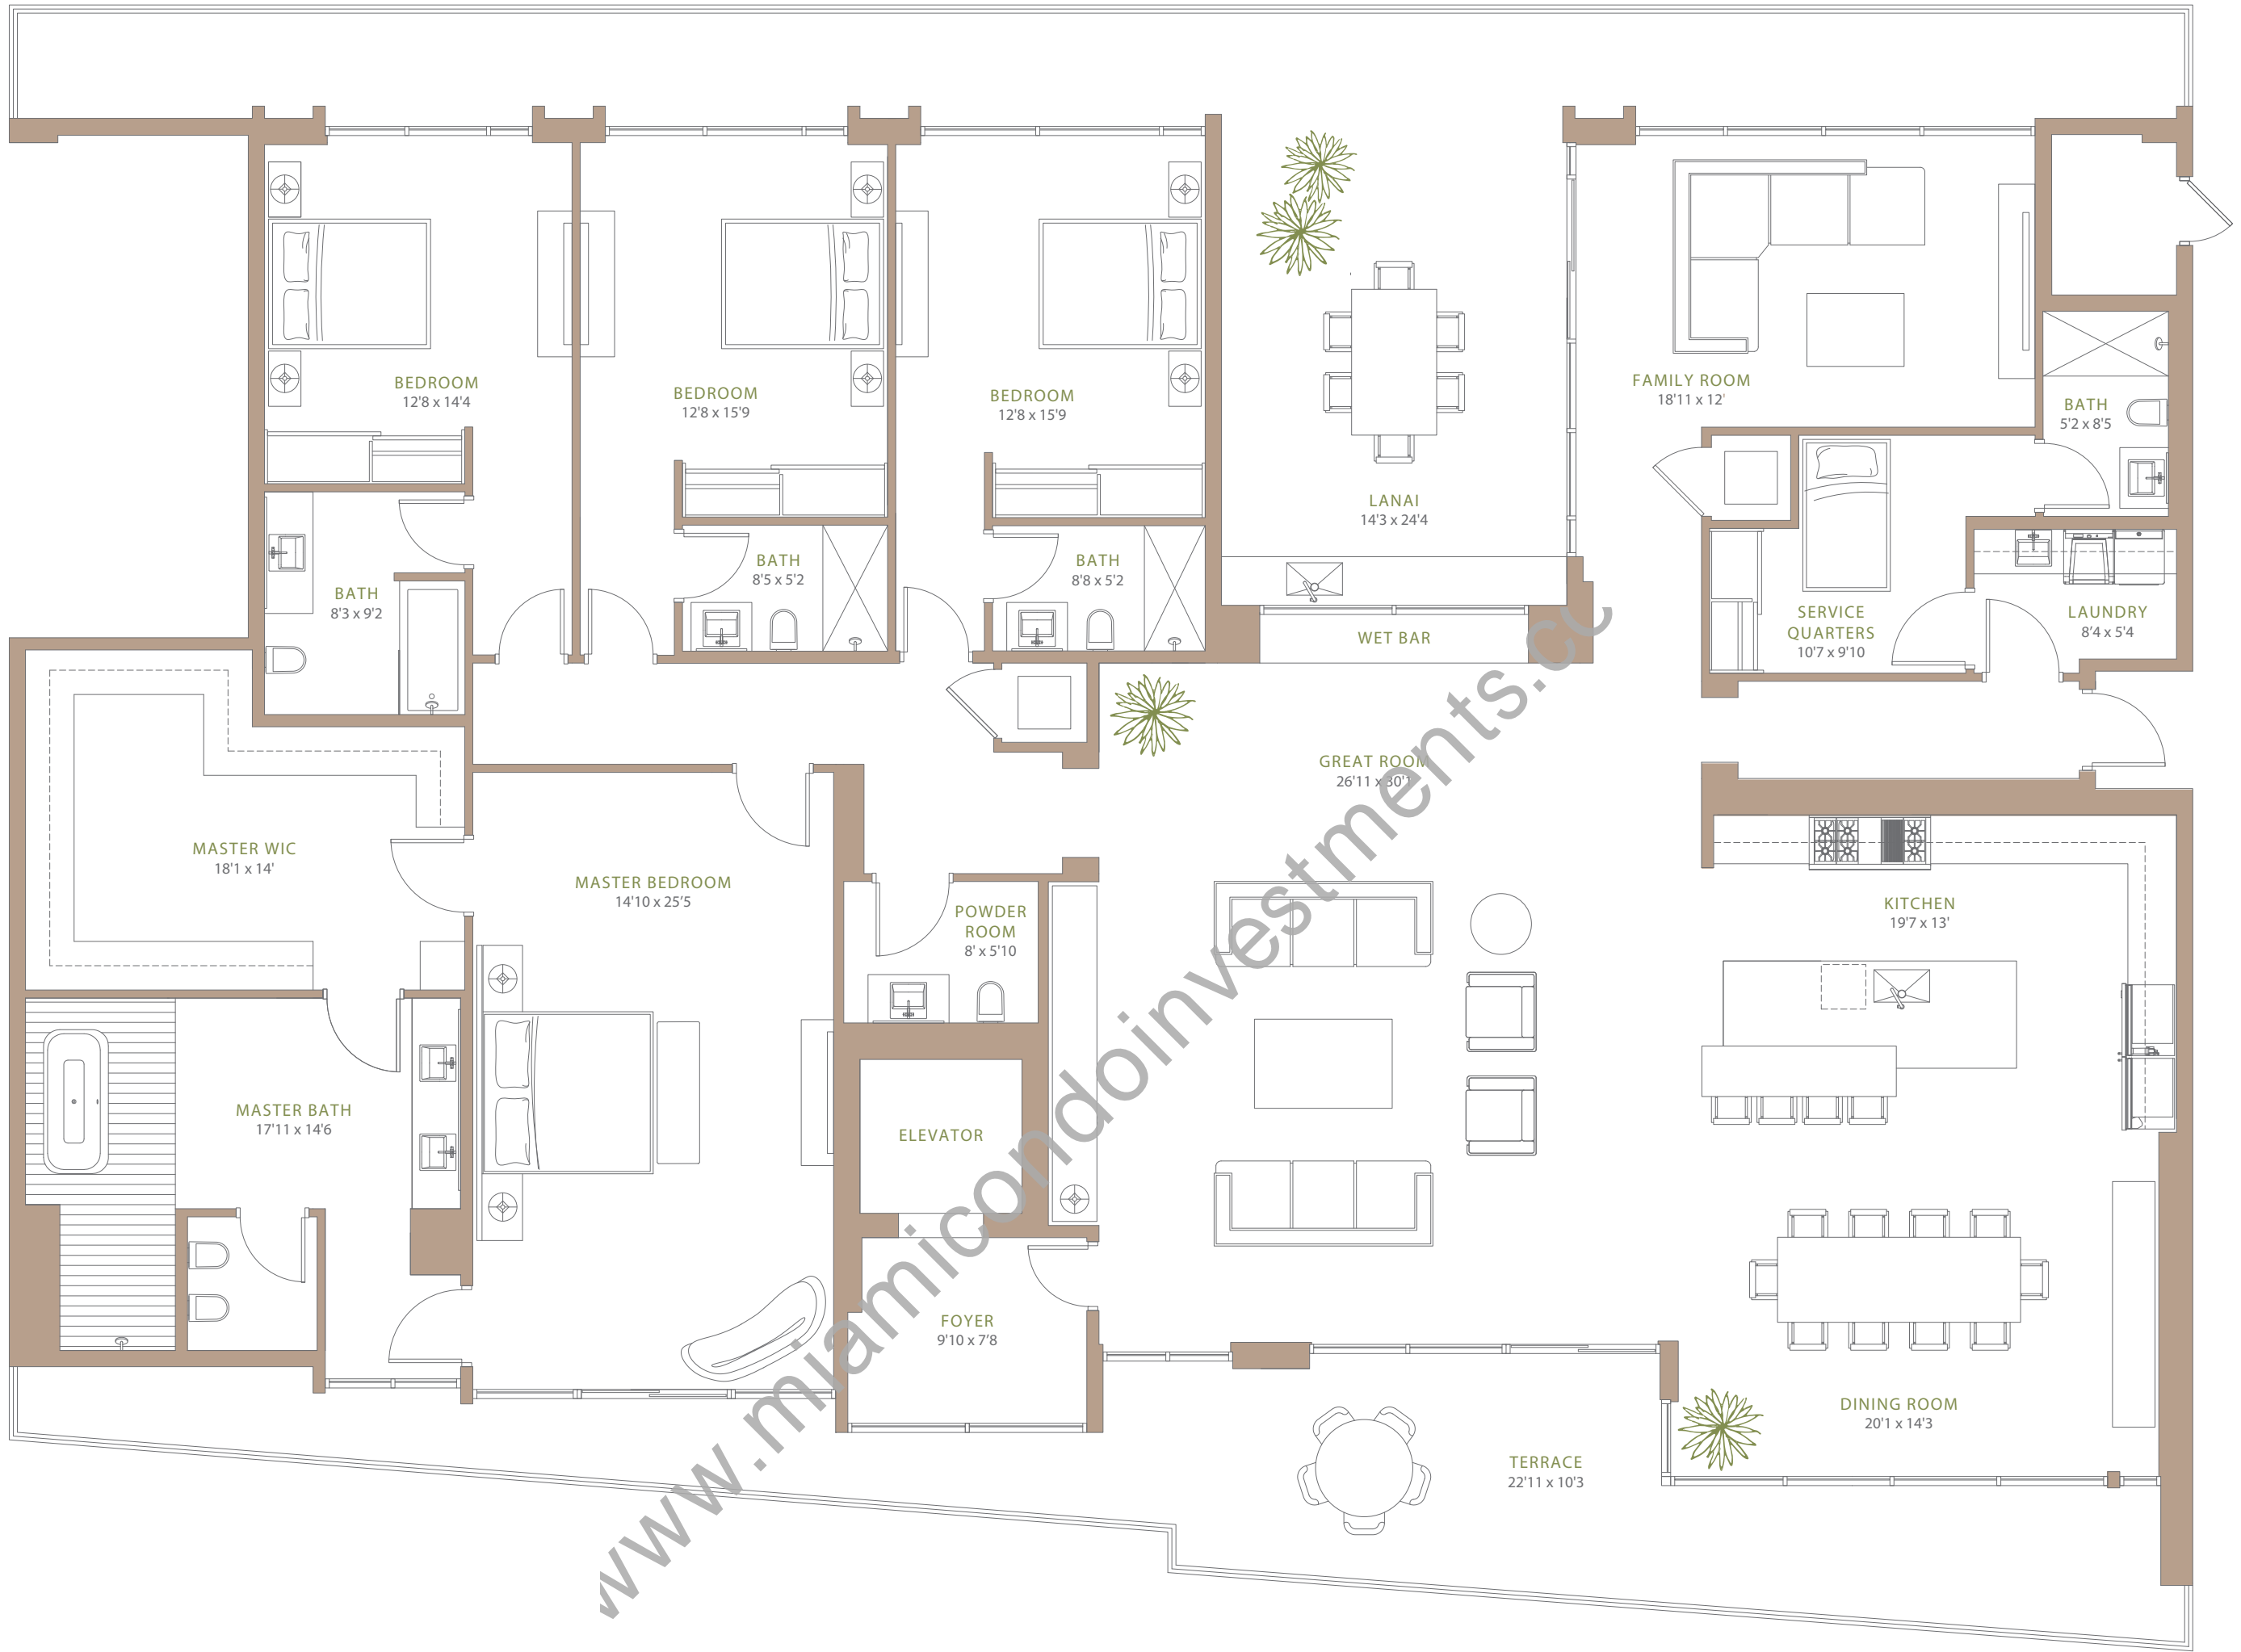 BEDROOM
12'8 x 14'4
BEDROOM
12'8 x 15'9
BEDROOM
12'8 x 15'9
LANAI
14'3 x 24'4
FAMILY ROOM
18'11 x 12'
BATH
5'2 x 8'5
BATH
8'3 x 9'2
BATH
8'5 x 5'2
BATH
8'8 x 5'2
WET BAR
SERVICE
QUARTERS
10'7 x 9'10
LAUNDRY
8'4 x 5'4
GREAT ROOM
26'11 x 30'1
MASTER WIC
18'1 x 14'
MASTER BEDROOM
14'10 x 25'5
POWDER
ROOM
8' x 5'10
KITCHEN
19'7 x 13'
MASTER BATH
17'11 x 14'6
ELEVATOR
FOYER
9'10 x 7'8
DINING ROOM
20'1 x 14'3
TERRACE
22'11 x 10'3
www.miamicondoinvestments.cc